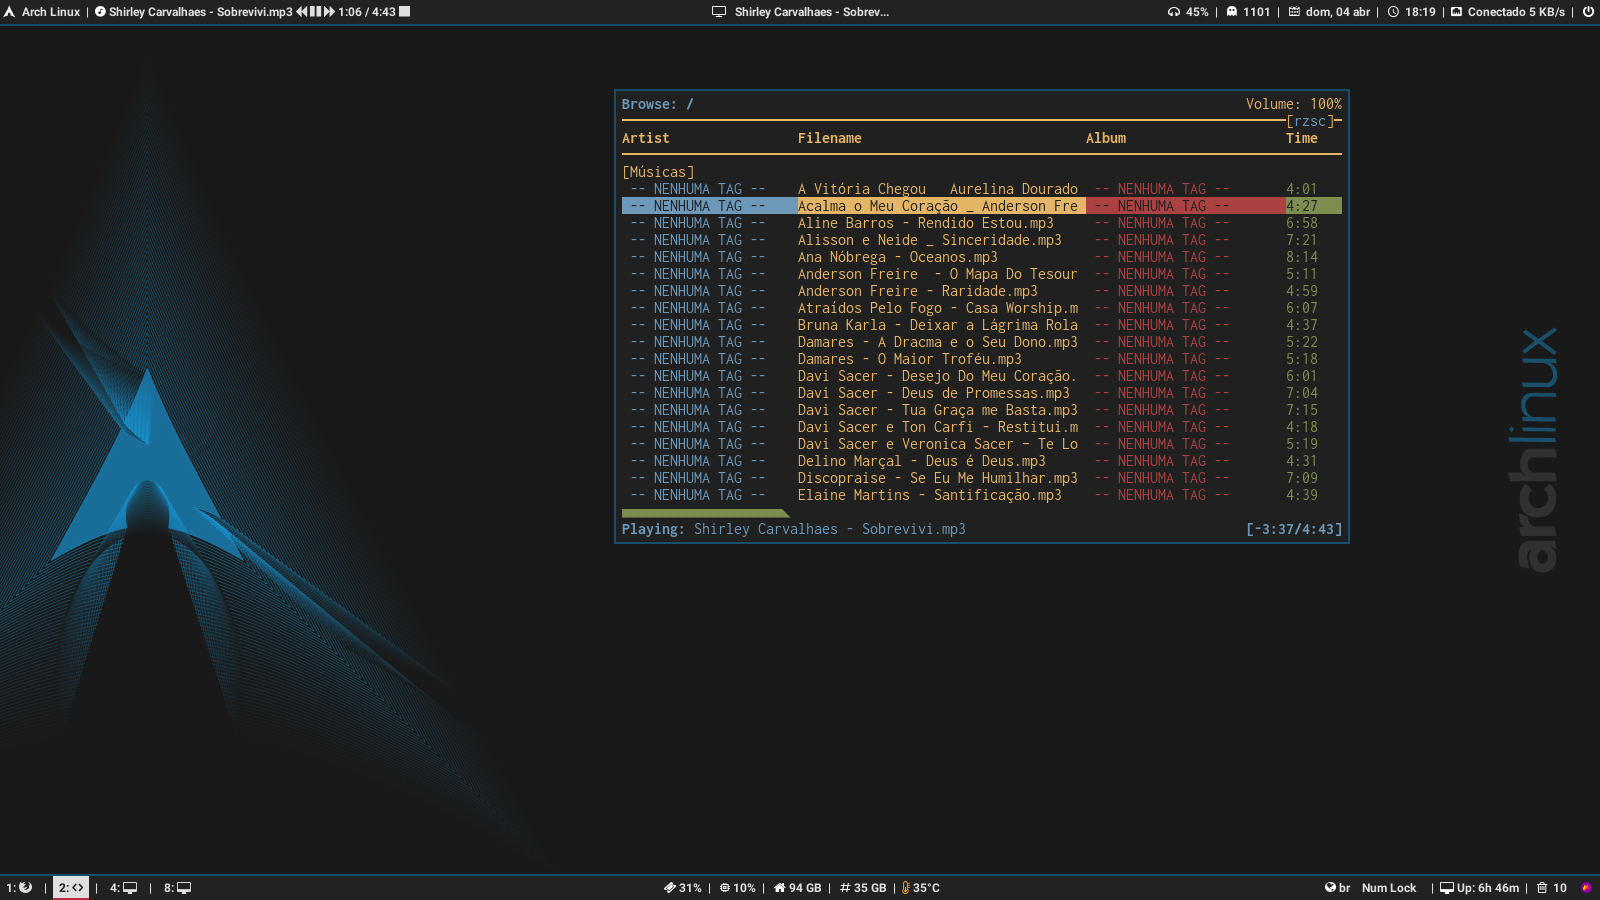 Arch Linux | Shirley Carvalhaes - Sobrevivi.mp3 1:06 / 4:43
Shirley Carvalhaes - Sobrev...
45% | 1101 | dom, 04 abr | 18:19 | Conectado 5 KB/s |
Browse: / Volume: 100%
[rzsc]
Artist Filename Album Time
[Músicas]
-- NENHUMA TAG -- A Vitória Chegou   Aurelina Dourado -- NENHUMA TAG -- 4:01
-- NENHUMA TAG -- Acalma o Meu Coração _ Anderson Fre -- NENHUMA TAG -- 4:27
-- NENHUMA TAG -- Aline Barros - Rendido Estou.mp3 -- NENHUMA TAG -- 6:58
-- NENHUMA TAG -- Alisson e Neide _ Sinceridade.mp3 -- NENHUMA TAG -- 7:21
-- NENHUMA TAG -- Ana Nóbrega - Oceanos.mp3 -- NENHUMA TAG -- 8:14
-- NENHUMA TAG -- Anderson Freire  - O Mapa Do Tesour -- NENHUMA TAG -- 5:11
-- NENHUMA TAG -- Anderson Freire - Raridade.mp3 -- NENHUMA TAG -- 4:59
-- NENHUMA TAG -- Atraídos Pelo Fogo - Casa Worship.m -- NENHUMA TAG -- 6:07
-- NENHUMA TAG -- Bruna Karla - Deixar a Lágrima Rola -- NENHUMA TAG -- 4:37
-- NENHUMA TAG -- Damares - A Dracma e o Seu Dono.mp3 -- NENHUMA TAG -- 5:22
-- NENHUMA TAG -- Damares - O Maior Troféu.mp3 -- NENHUMA TAG -- 5:18
-- NENHUMA TAG -- Davi Sacer - Desejo Do Meu Coração. -- NENHUMA TAG -- 6:01
-- NENHUMA TAG -- Davi Sacer - Deus de Promessas.mp3 -- NENHUMA TAG -- 7:04
-- NENHUMA TAG -- Davi Sacer - Tua Graça me Basta.mp3 -- NENHUMA TAG -- 7:15
-- NENHUMA TAG -- Davi Sacer e Ton Carfi - Restitui.m -- NENHUMA TAG -- 4:18
-- NENHUMA TAG -- Davi Sacer e Veronica Sacer – Te Lo -- NENHUMA TAG -- 5:19
-- NENHUMA TAG -- Delino Marçal - Deus é Deus.mp3 -- NENHUMA TAG -- 4:31
-- NENHUMA TAG -- Discopraise - Se Eu Me Humilhar.mp3 -- NENHUMA TAG -- 7:09
-- NENHUMA TAG -- Elaine Martins - Santificação.mp3 -- NENHUMA TAG -- 4:39
Playing: Shirley Carvalhaes - Sobrevivi.mp3 [-3:37/4:43]
archlinux
1: | 2: | 4: | 8:
31% | 10% | 94 GB | # 35 GB | 35°C
br Num Lock | Up: 6h 46m | 10